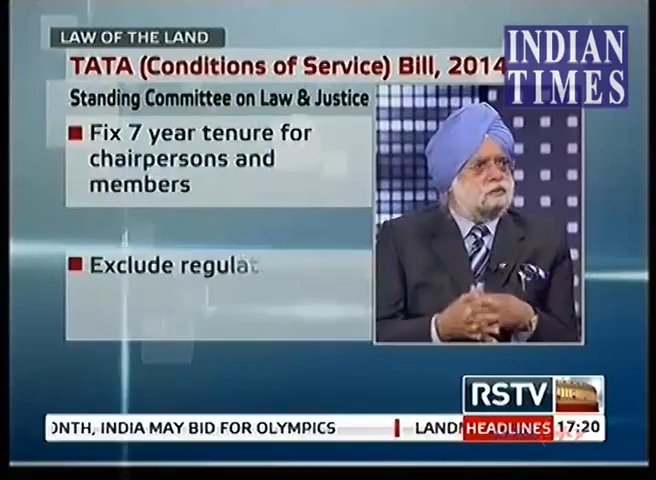 LAW OF THE LAND
TATA (Conditions of Service) Bill, 2014
INDIAN
TIMES
Standing Committee on Law & Justice
Fix 7 year tenure for
chairpersons and
members
Exclude regulat
RSTV
ONTH, INDIA MAY BID FOR OLYMPICS
LAND
HEADLINES 17:20